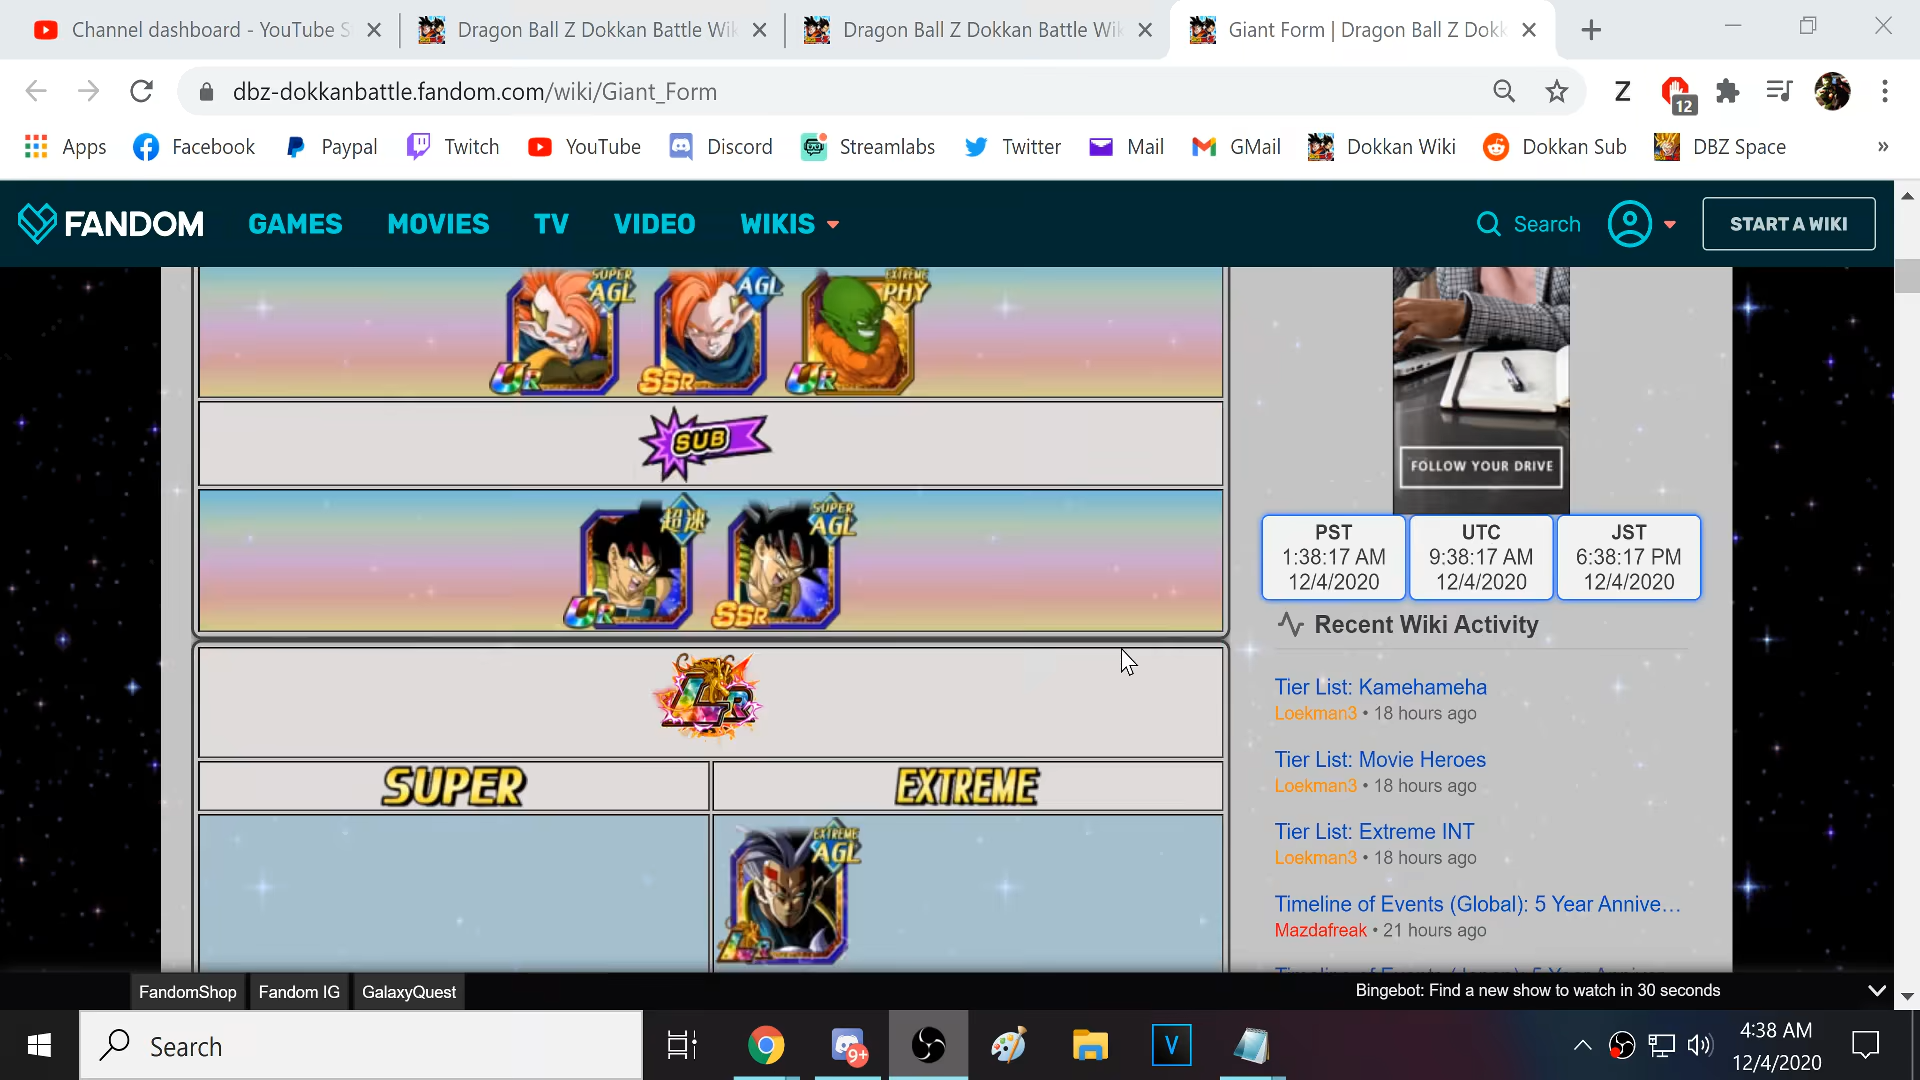 Channel dashboard - YouTube S
Dragon Ball Z Dokkan Battle Wik
Dragon Ball Z Dokkan Battle Wik
Giant Form | Dragon Ball Z Dokk
dbz-dokkanbattle.fandom.com/wiki/Giant_Form
Z
12
Apps
Facebook
Paypal
Twitch
YouTube
Discord
Streamlabs
Twitter
Mail
GMail
Dokkan Wiki
Dokkan Sub
DBZ Space
»
FANDOM
GAMES
MOVIES
TV
VIDEO
WIKIS
Search
START A WIKI
SUPER AGL
UR
AGL
SSR
EXTREME PHY
UR
SUB
超速
UR
SUPER AGL
SSR
LR
SUPER
EXTREME
EXTREME AGL
LR
FOLLOW YOUR DRIVE
PST
1:38:17 AM
12/4/2020
UTC
9:38:17 AM
12/4/2020
JST
6:38:17 PM
12/4/2020
Recent Wiki Activity
Tier List: Kamehameha
Loekman3 • 18 hours ago
Tier List: Movie Heroes
Loekman3 • 18 hours ago
Tier List: Extreme INT
Loekman3 • 18 hours ago
Timeline of Events (Global): 5 Year Annive...
Mazdafreak • 21 hours ago
FandomShop
Fandom IG
GalaxyQuest
Bingebot: Find a new show to watch in 30 seconds
Search
9+
V
4:38 AM
12/4/2020